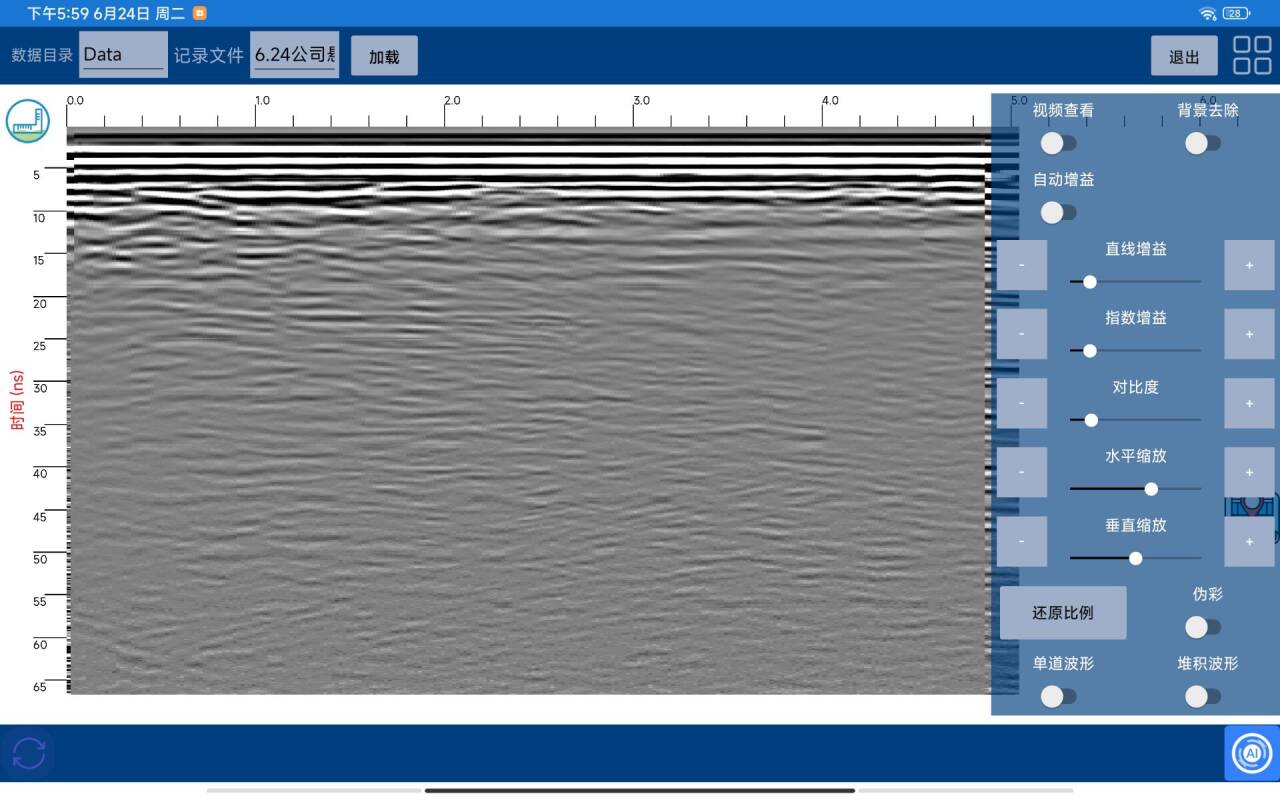 下午5:59 6月24日 周二
28
数据目录 Data 记录文件 6.24公司 加载 退出
0.0 1.0 2.0 3.0 4.0 5.0 6.0
视频查看 背景去除
自动增益
直线增益
- +
指数增益
- +
对比度
- +
水平缩放
- +
垂直缩放
- +
还原比例 伪彩
单道波形 堆积波形
5
10
15
20
25
30
35
40
45
50
55
60
65
时间 (ns)
AI